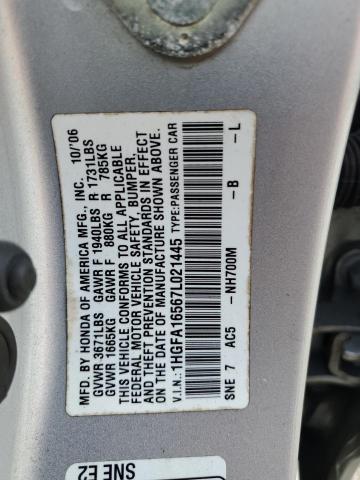 MFD. BY HONDA OF AMERICA MFG., INC. 10/06
GVWR 3671LBS GAWR F 1940LBS R 1731LBS
GVWR 3665KG GAWR F 880KG R 785KG
THIS VEHICLE CONFORMS TO ALL APPLICABLE
FEDERAL MOTOR VEHICLE SAFETY, BUMPER,
AND THEFT PREVENTION STANDARDS IN EFFECT
ON THE DATE OF MANUFACTURE SHOWN ABOVE.
V.I.N.: 1HGFA16567L021445 TYPE:PASSENGER CAR
SNE 7 AC5 -NH700M -B -L
SNE E2